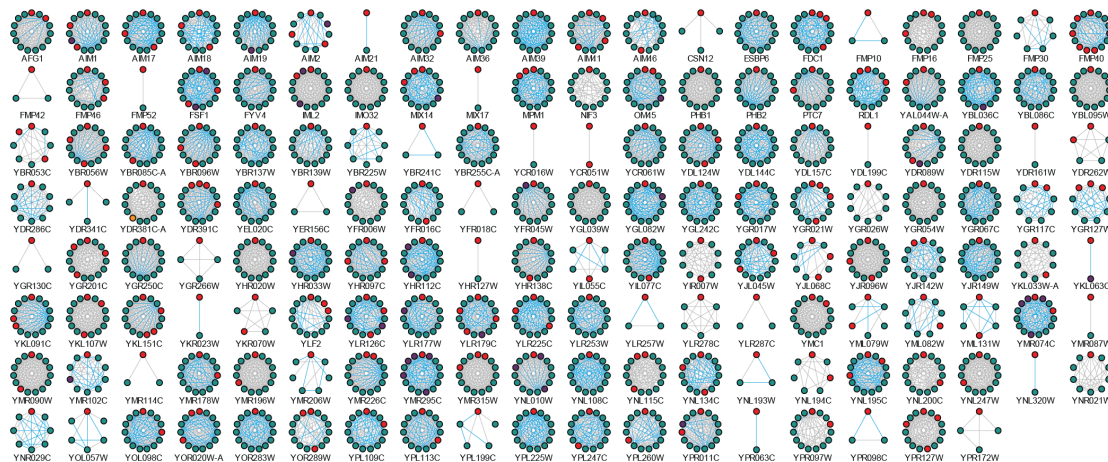 AFG1 AIM1 AIM17 AIM18 AIM19 AIM2 AIM21 AIM32 AIM36 AIM39 AIM41 AIM46 CSN12 ESBP6 FDC1 FMP10 FMP16 FMP25 FMP30 FMP40
FMP42 FMP46 FMP52 FSF1 FYV4 IML2 IMO32 MIX14 MIX17 MPM1 NIF3 OM45 PHB1 PHB2 PTC7 RDL1 YAL044W-A YBL036C YBL086C YBL095W
YBR053C YBR056W YBR085C-A YBR096W YBR137W YBR139W YBR225W YBR241C YBR255C-A YCR016W YCR051W YCR061W YDL124W YDL144C YDL157C YDL199C YDR089W YDR115W YDR161W YDR262W
YDR286C YDR341C YDR381C-A YDR391C YEL020C YER156C YFR006W YFR016C YFR018C YFR045W YGL039W YGL082W YGL242C YGR017W YGR021W YGR026W YGR054W YGR067C YGR117C YGR127W
YGR130C YGR201C YGR250C YGR266W YHR020W YHR033W YHR097C YHR112C YHR127W YHR138C YIL055C YIL077C YIR007W YJL045W YJL068C YJR096W YJR142W YJR149W YKL033W-A YKL063C
YKL091C YKL107W YKL151C YKR023W YKR070W YLF2 YLR126C YLR177W YLR179C YLR225C YLR253W YLR257W YLR278C YLR287C YMC1 YML079W YML082W YML131W YMR074C YMR087W
YMR090W YMR102C YMR114C YMR178W YMR196W YMR206W YMR226C YMR295C YMR315W YNL010W YNL108C YNL115C YNL134C YNL193W YNL194C YNL195C YNL200C YNL247W YNL320W YNR021W
YNR029C YOL057W YOL098C YOR020W-A YOR283W YOR289W YPL109C YPL113C YPL199C YPL225W YPL247C YPL260W YPR011C YPR063C YPR097W YPR098C YPR127W YPR172W